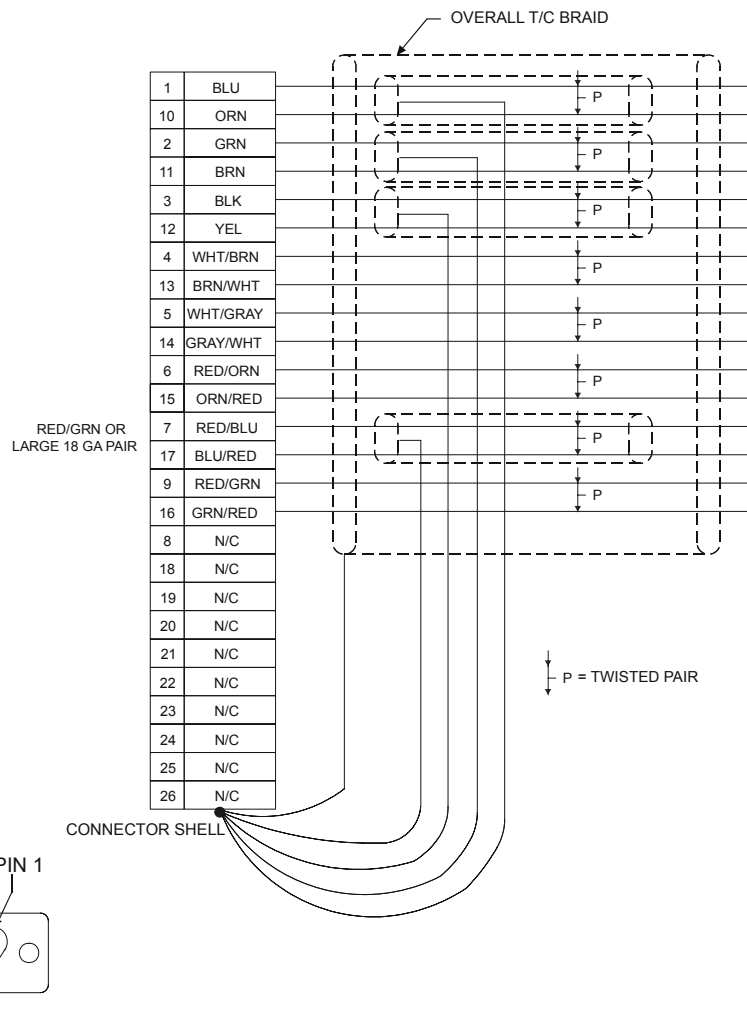 OVERALL T/C BRAID
1 BLU
P
10 ORN
2 GRN
P
11 BRN
3 BLK
P
12 YEL
4 WHT/BRN
P
13 BRN/WHT
5 WHT/GRAY
P
14 GRAY/WHT
6 RED/ORN
P
15 ORN/RED
RED/GRN OR
LARGE 18 GA PAIR
7 RED/BLU
P
17 BLU/RED
9 RED/GRN
P
16 GRN/RED
8 N/C
18 N/C
19 N/C
20 N/C
21 N/C
22 N/C
23 N/C
24 N/C
25 N/C
26 N/C
P = TWISTED PAIR
CONNECTOR SHELL
PIN 1